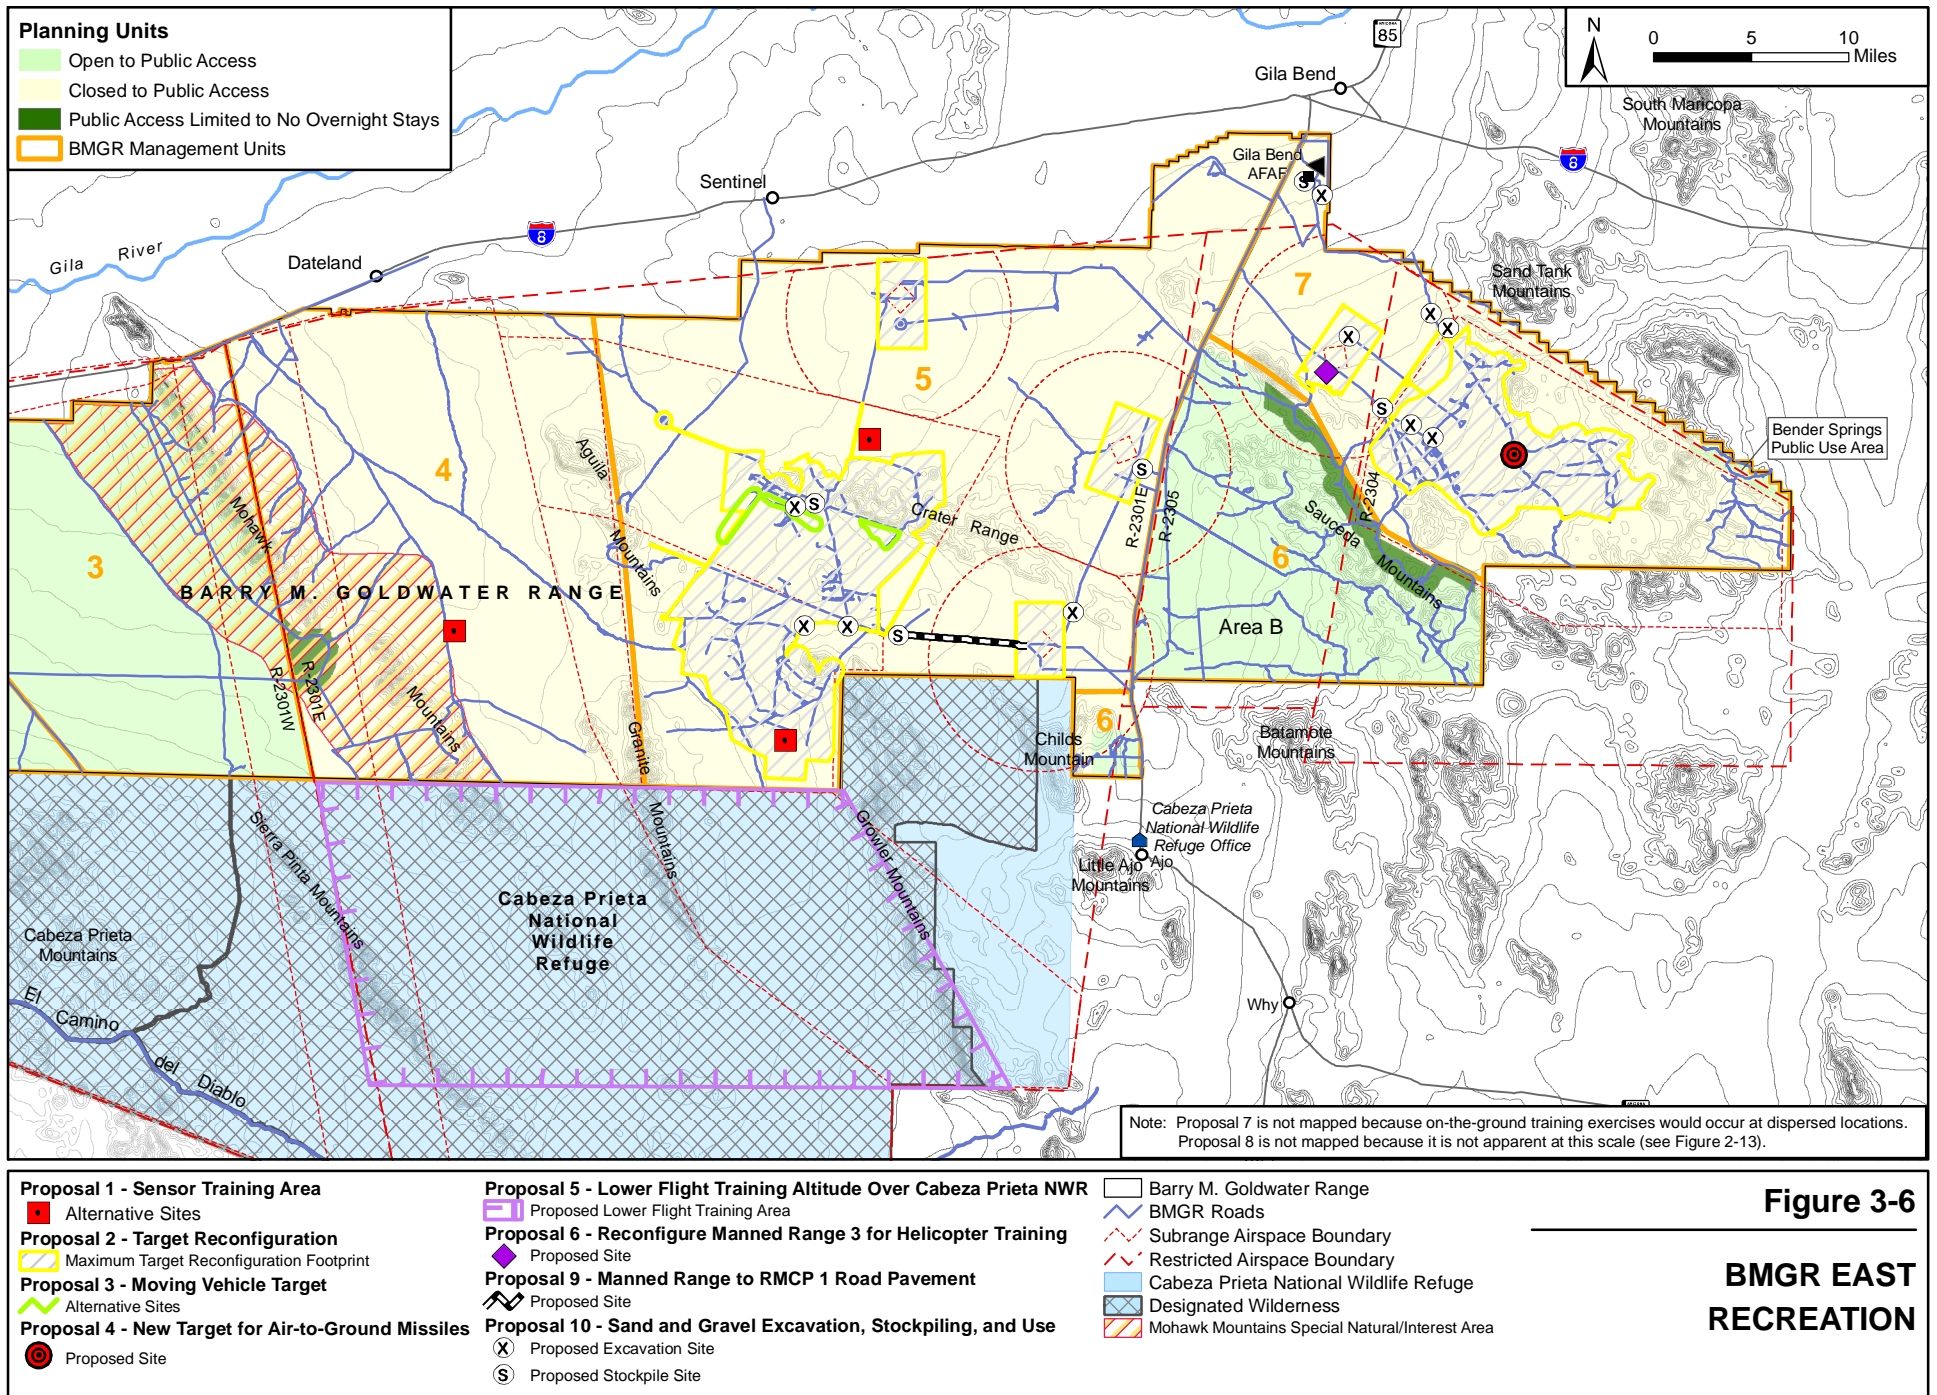 Planning Units
Open to Public Access
Closed to Public Access
Public Access Limited to No Overnight Stays
BMGR Management Units
N
0 5 10
Miles
ARIZONA
85
Gila Bend
South Maricopa
Mountains
8
Gila Bend
AFAF
S
X
Sentinel
8
Gila River
Dateland
Sand Tank
Mountains
7
X
X
X
5
S
X
X
Bender Springs
Public Use Area
4
Aguila
Mountains
S
X
S
Crater Range
R-2301E
R-2305
R-2304
Sauceda
Mountains
6
Mohawk
3
BARRY M. GOLDWATER RANGE
X
X
X
S
Area B
R-2301W
R-2301E
Mountains
Granite
Mountains
6
Childs
Mountain
Batamote
Mountains
Sierra Pinta Mountains
Growler Mountains
Cabeza Prieta
National Wildlife
Refuge Office
Ajo
Little Ajo
Mountains
Cabeza Prieta
National
Wildlife
Refuge
Cabeza Prieta
Mountains
El
Camino
del
Diablo
Why
ARIZONA
Note: Proposal 7 is not mapped because on-the-ground training exercises would occur at dispersed locations.
Proposal 8 is not mapped because it is not apparent at this scale (see Figure 2-13).
Proposal 1 - Sensor Training Area
Alternative Sites
Proposal 2 - Target Reconfiguration
Maximum Target Reconfiguration Footprint
Proposal 3 - Moving Vehicle Target
Alternative Sites
Proposal 4 - New Target for Air-to-Ground Missiles
Proposed Site
Proposal 5 - Lower Flight Training Altitude Over Cabeza Prieta NWR
Proposed Lower Flight Training Area
Proposal 6 - Reconfigure Manned Range 3 for Helicopter Training
Proposed Site
Proposal 9 - Manned Range to RMCP 1 Road Pavement
Proposed Site
Proposal 10 - Sand and Gravel Excavation, Stockpiling, and Use
X Proposed Excavation Site
S Proposed Stockpile Site
Barry M. Goldwater Range
BMGR Roads
Subrange Airspace Boundary
Restricted Airspace Boundary
Cabeza Prieta National Wildlife Refuge
Designated Wilderness
Mohawk Mountains Special Natural/Interest Area
Figure 3-6
BMGR EAST
RECREATION